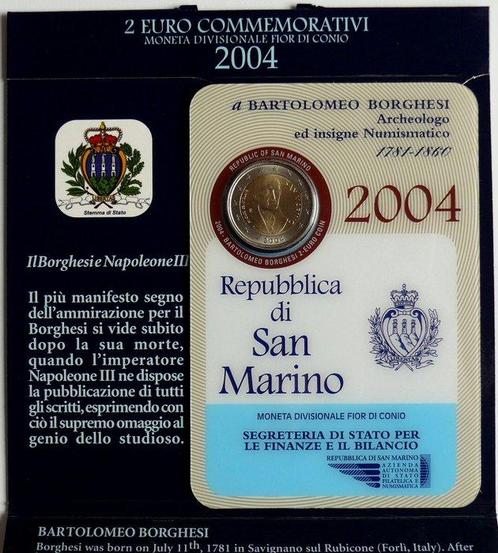 2 EURO COMMEMORATIVI
MONETA DIVISIONALE FIOR DI CONIO
2004
Stemma di Stato
Il Borghesi e Napoleone III
Il più manifesto segno
dell'ammirazione per il
Borghesi si vide subito
dopo la sua morte,
quando l'imperatore
Napoleone III ne dispose
la pubblicazione di tutti
gli scritti, esprimendo con
ciò il supremo omaggio al
genio dello studioso.
a BARTOLOMEO BORGHESI
Archeologo
ed insigne Numismatico
1781-1860
REPUBLIC OF SAN MARINO
2004 - BARTOLOMEO BORGHESI 2-EURO COIN
2004
Repubblica
di
San
Marino
MONETA DIVISIONALE FIOR DI CONIO
SEGRETERIA DI STATO PER
LE FINANZE E IL BILANCIO
REPUBBLICA DI SAN MARINO
AZIENDA
AUTONOMA
DI STATO
FILATELICA E
NUMISMATICA
BARTOLOMEO BORGHESI
Borghesi was born on July 11th, 1781 in Savignano sul Rubicone (Forlì, Italy). After